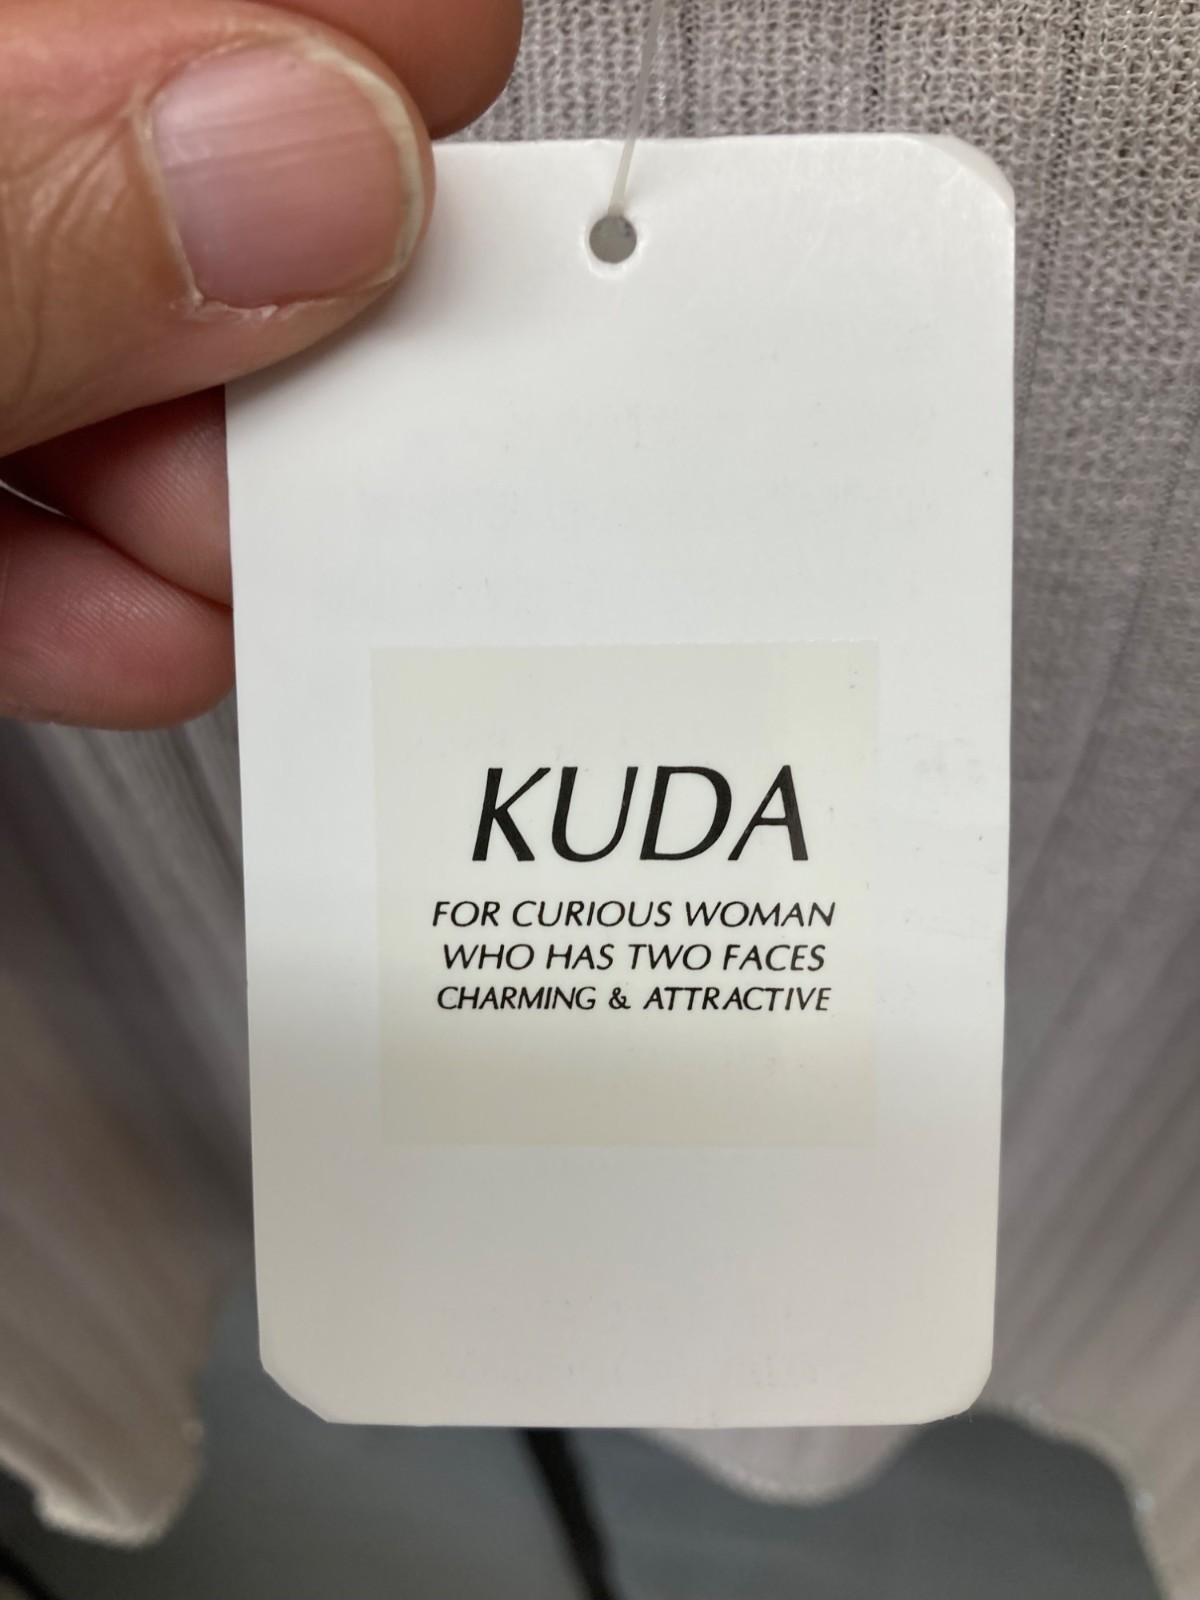 KUDA
FOR CURIOUS WOMAN
WHO HAS TWO FACES
CHARMING & ATTRACTIVE